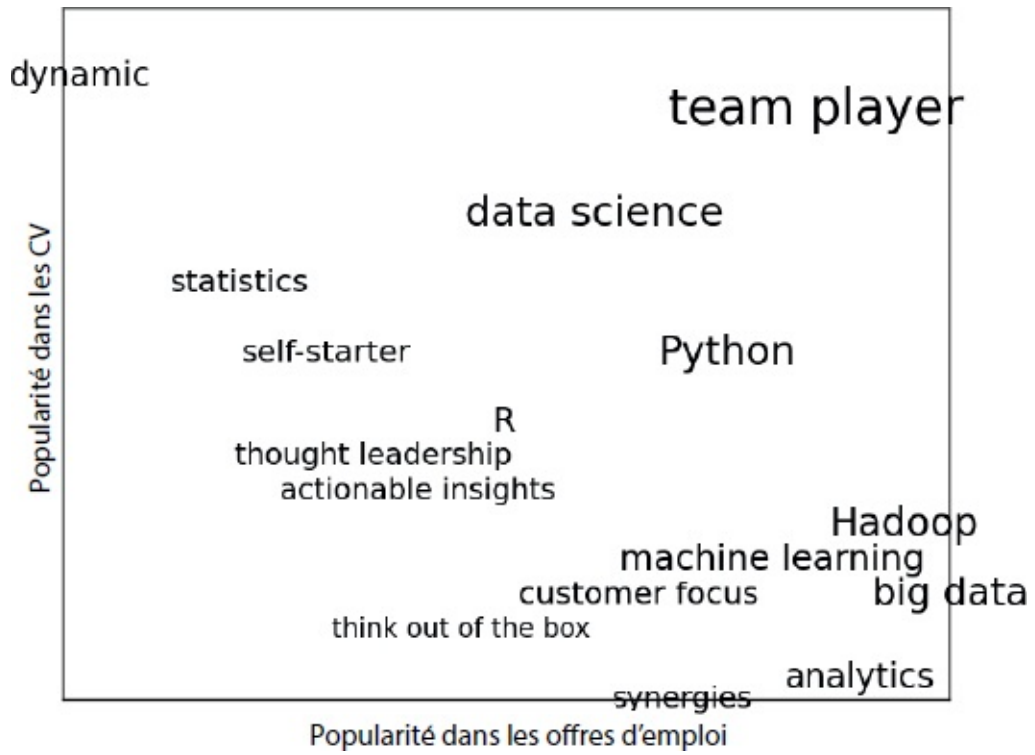 dynamic
team player
data science
statistics
self-starter
Python
R
thought leadership
actionable insights
Hadoop
machine learning
customer focus
big data
think out of the box
analytics
synergies
Popularité dans les CV
Popularité dans les offres d’emploi